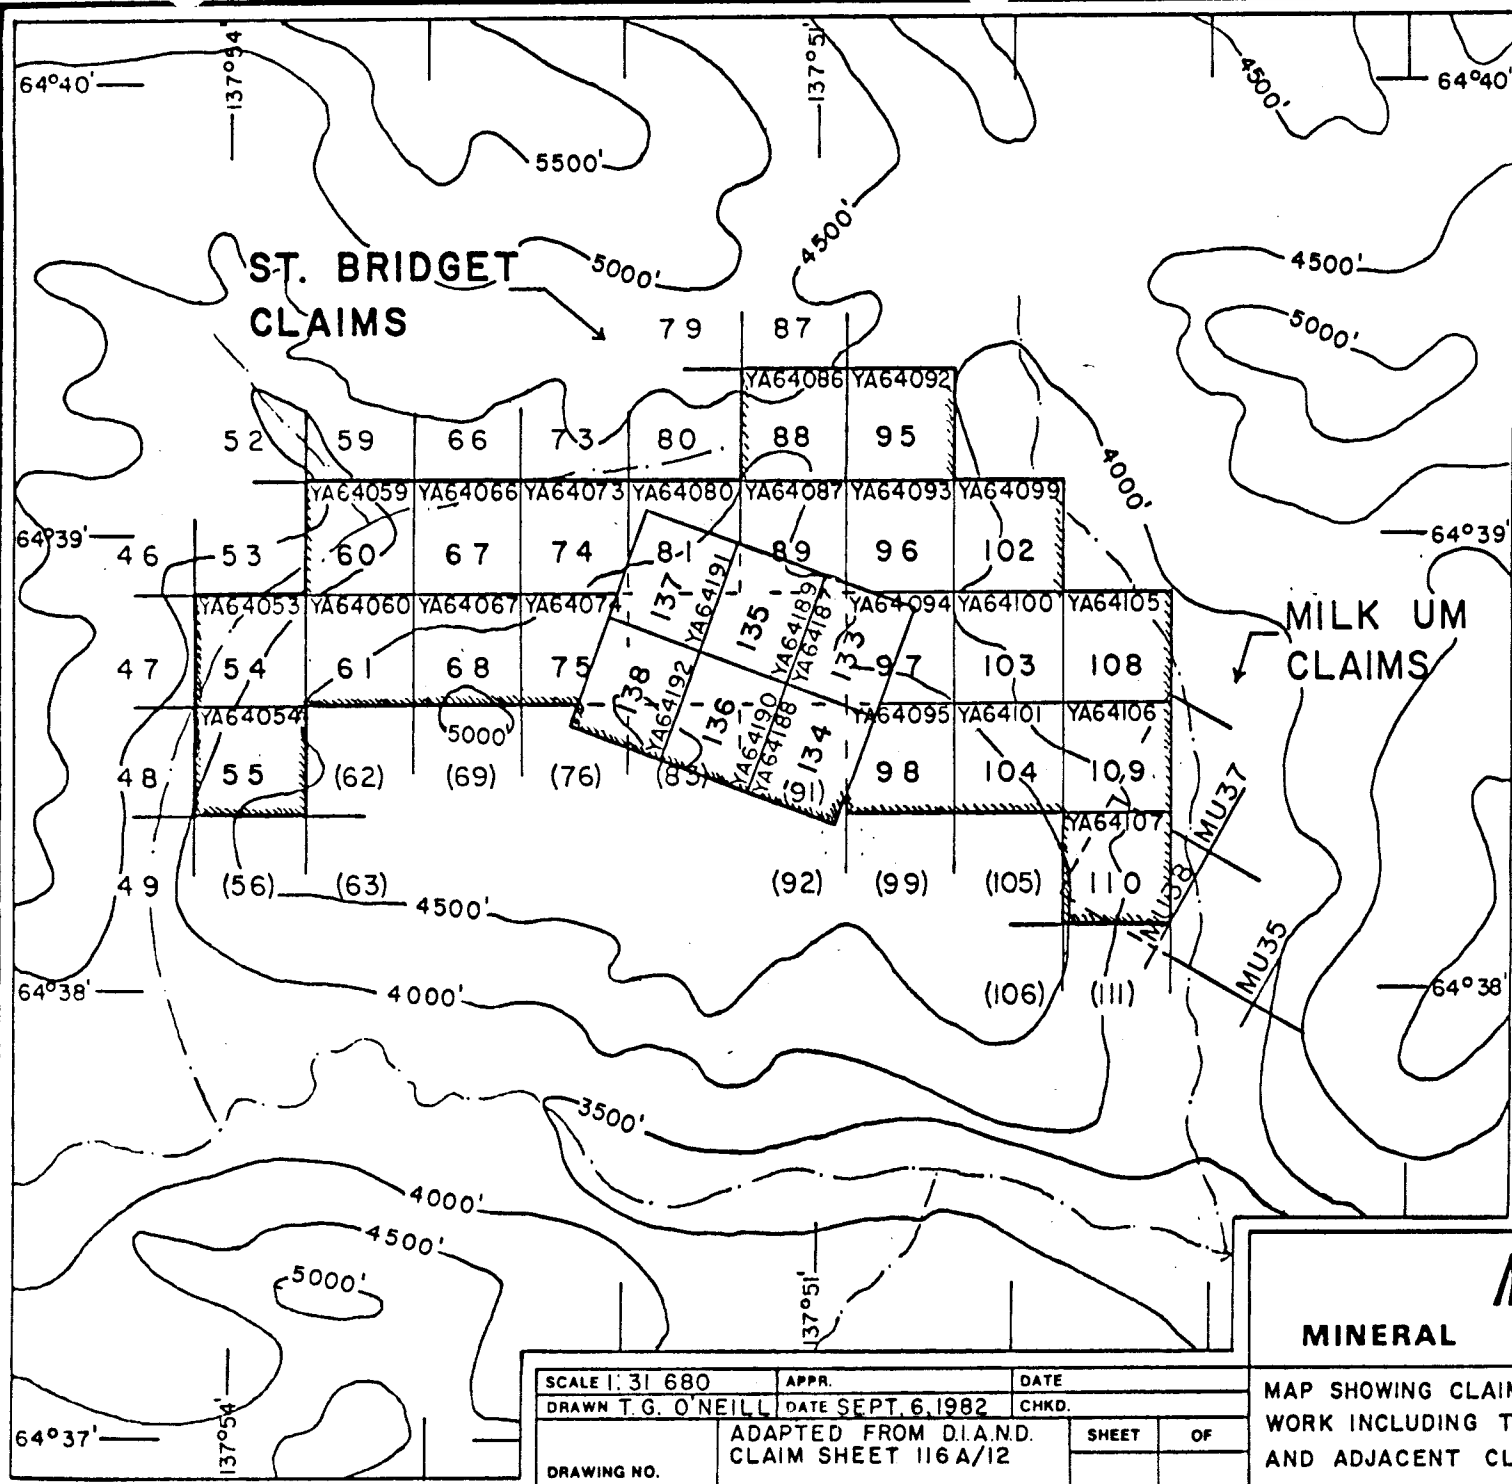 137°54'
137°51'
64°40'
64°40'
4500'
5500'
4500'
ST. BRIDGET
CLAIMS
5000'
4500'
5000'
79 87
YA64086 YA64092
52 59 66 73 80 88 95
4000'
YA64059 YA64066 YA64073 YA64080 YA64087 YA64093 YA64099
64°39'
64°39'
46 53 60 67 74 81 89 96 102
YA64053 YA64060 YA64067 YA64074 YA64094 YA64100 YA64105
137 YA64191
135 YA64189
YA64187 133
MILK UM
CLAIMS
47 54 61 68 75 97 103 108
138 YA64192
136 YA64190
YA64188 134
YA64054 YA64095 YA64101 YA64106
5000'
48 55 (62) (69) (76) (83) (91) 98 104 109
YA64107
MU37
MU38
MU35
49 (56) (63) (92) (99) (105) 110
4500'
64°38'
4000'
(106) (111)
64°38'
3500'
4000'
4500'
5000'
137°51'
137°54'
64°37'
MINERAL
SCALE 1:31 680 APPR. DATE
DRAWN T.G. O'NEILL DATE SEPT. 6, 1982 CHKD.
ADAPTED FROM D.I.A.N.D.
CLAIM SHEET 116A/12
SHEET OF
DRAWING NO.
MAP SHOWING CLAIM
WORK INCLUDING T
AND ADJACENT CL